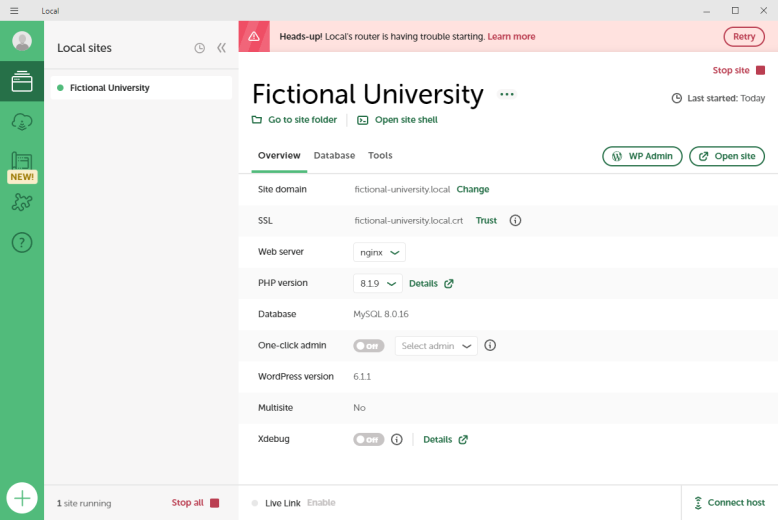 Local
Heads-up! Local's router is having trouble starting. Learn more
Retry
Local sites
Stop site
Fictional University
Fictional University
Last started: Today
Go to site folder
Open site shell
Overview
Database
Tools
WP Admin
Open site
NEW!
Site domain
fictional-university.local
Change
SSL
fictional-university.local.crt
Trust
Web server
nginx
PHP version
8.1.9
Details
Database
MySQL 8.0.16
One-click admin
Off
Select admin
WordPress version
6.1.1
Multisite
No
Xdebug
Off
Details
1 site running
Stop all
Live Link
Enable
Connect host